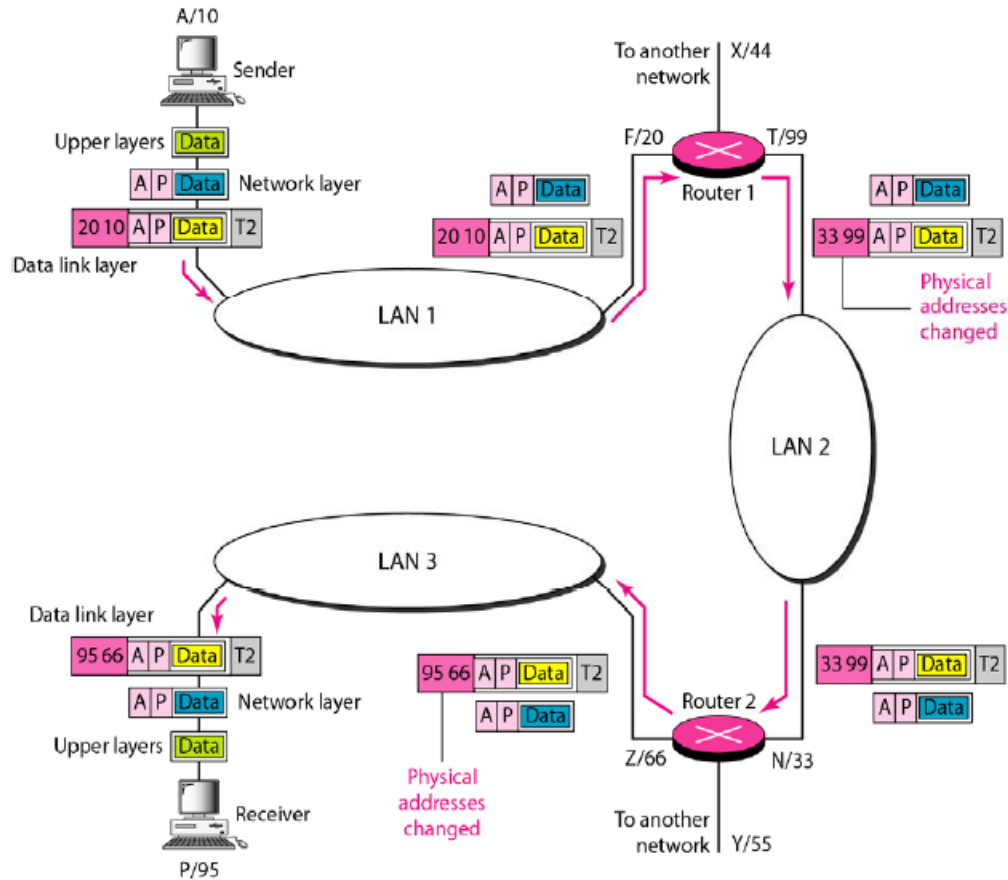 A/10
Sender
Upper layers
Data
A P Data
Network layer
20 10 A P Data T2
Data link layer
LAN 1
To another
network
X/44
F/20
T/99
Router 1
A P Data
20 10 A P Data T2
A P Data
33 99 A P Data T2
Physical
addresses
changed
LAN 2
33 99 A P Data T2
A P Data
Router 2
Z/66
N/33
To another
network
Y/55
LAN 3
95 66 A P Data T2
A P Data
Physical
addresses
changed
Data link layer
95 66 A P Data T2
A P Data
Network layer
Upper layers
Data
Receiver
P/95